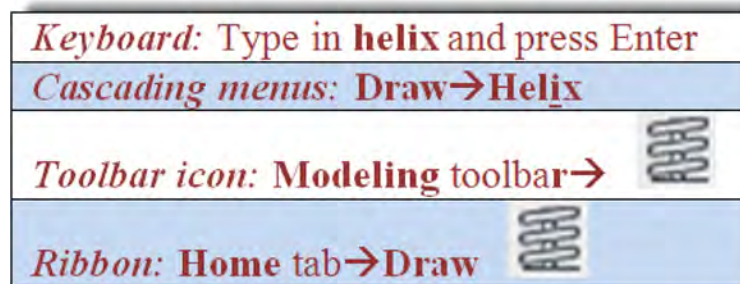 Keyboard: Type in helix and press Enter
Cascading menus: Draw→Helix
Toolbar icon: Modeling toolbar→
Ribbon: Home tab→Draw